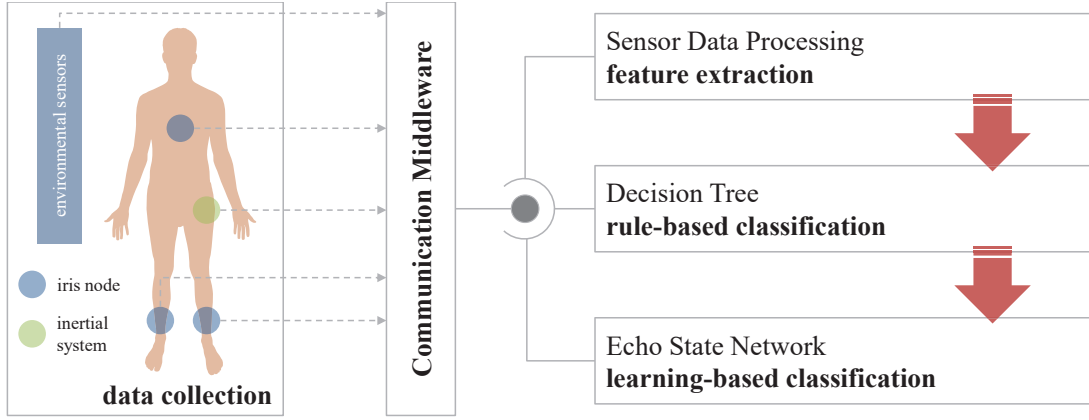 environmental sensors
iris node
inertial
system
data collection
Communication Middleware
Sensor Data Processing
feature extraction
Decision Tree
rule-based classification
Echo State Network
learning-based classification